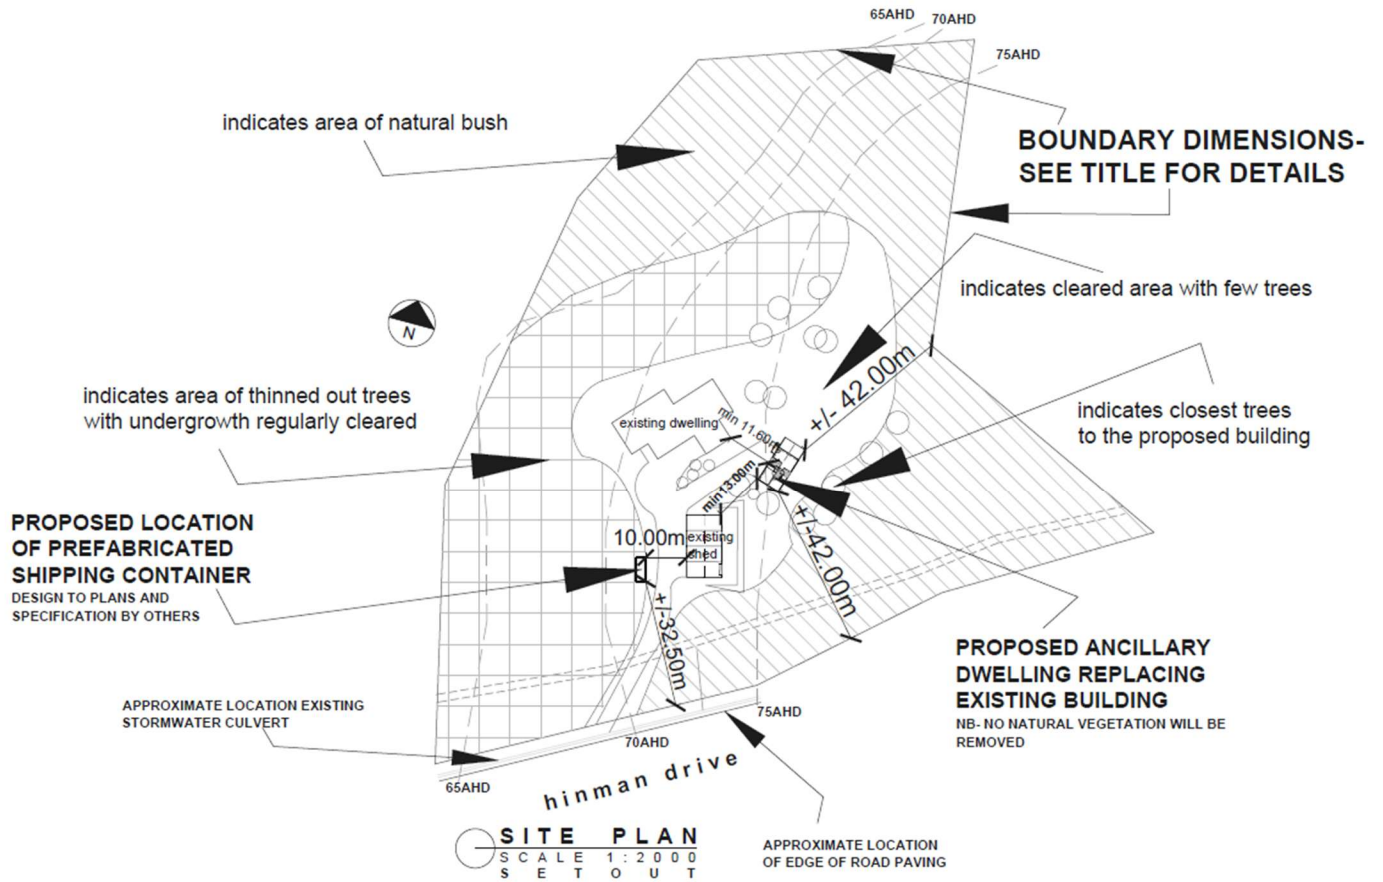 65AHD
70AHD
75AHD
indicates area of natural bush
BOUNDARY DIMENSIONS-
SEE TITLE FOR DETAILS
indicates cleared area with few trees
N
indicates area of thinned out trees
with undergrowth regularly cleared
+/- 42.00m
existing dwelling
min 11.60m
indicates closest trees
to the proposed building
min13.00m
PROPOSED LOCATION
OF PREFABRICATED
SHIPPING CONTAINER
DESIGN TO PLANS AND
SPECIFICATION BY OTHERS
10.00m
existing
shed
+/-42.00m
+/-32.50m
PROPOSED ANCILLARY
DWELLING REPLACING
EXISTING BUILDING
NB- NO NATURAL VEGETATION WILL BE
REMOVED
APPROXIMATE LOCATION EXISTING
STORMWATER CULVERT
75AHD
70AHD
65AHD
hinman drive
SITE PLAN
SCALE 1:2000
SET OUT
APPROXIMATE LOCATION
OF EDGE OF ROAD PAVING